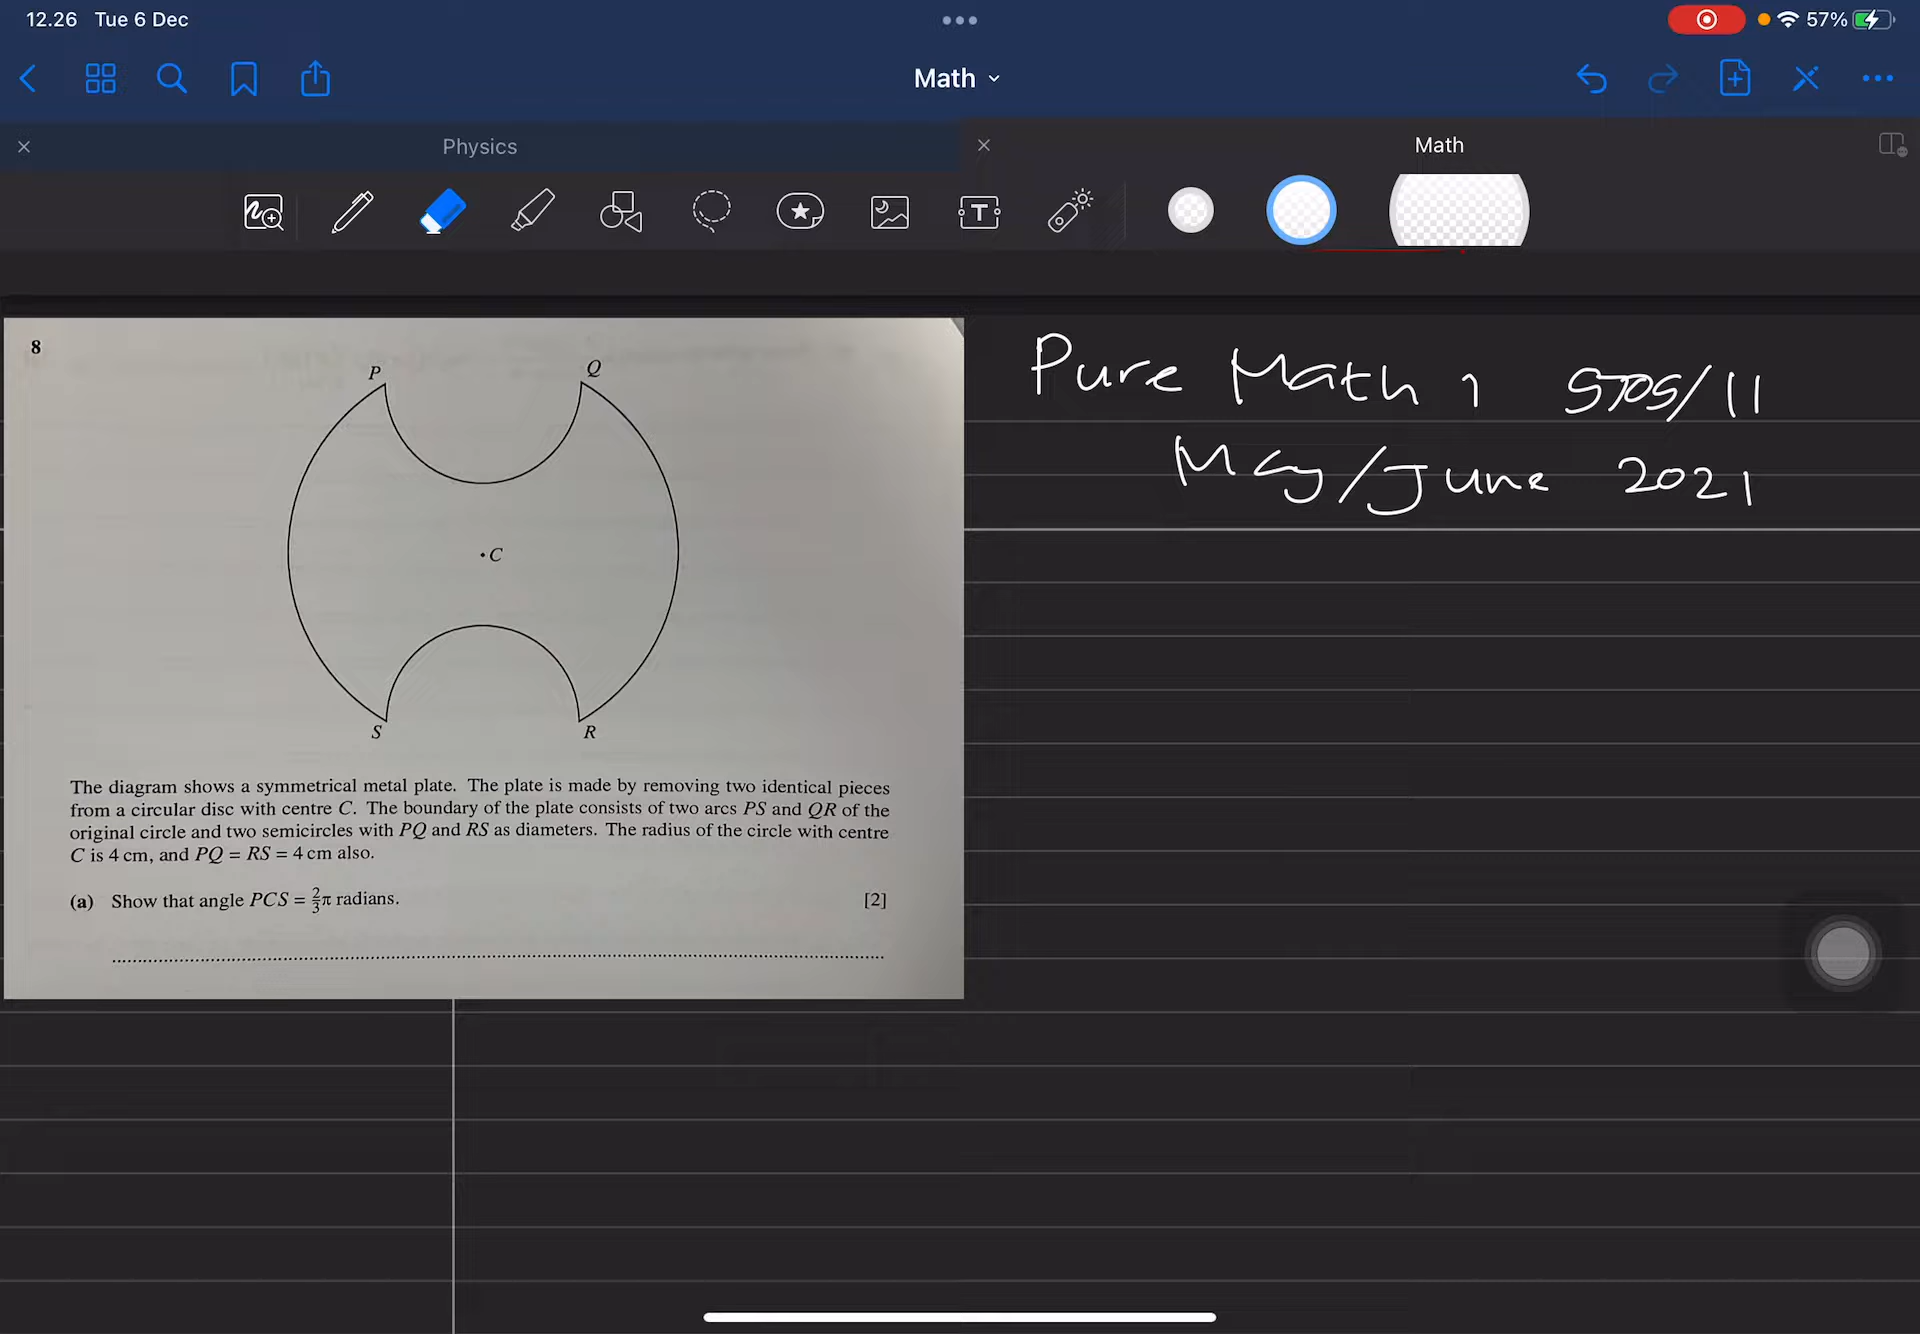 12.26 Tue 6 Dec
57%
Math
Physics
Math
T
8
P
Q
C
S
R
The diagram shows a symmetrical metal plate. The plate is made by removing two identical pieces
from a circular disc with centre C. The boundary of the plate consists of two arcs PS and QR of the
original circle and two semicircles with PQ and RS as diameters. The radius of the circle with centre
C is 4 cm, and PQ = RS = 4 cm also.
(a) Show that angle PCS = ⅔π radians. [2]
Pure Math 1 S70S/11
May/June 2021